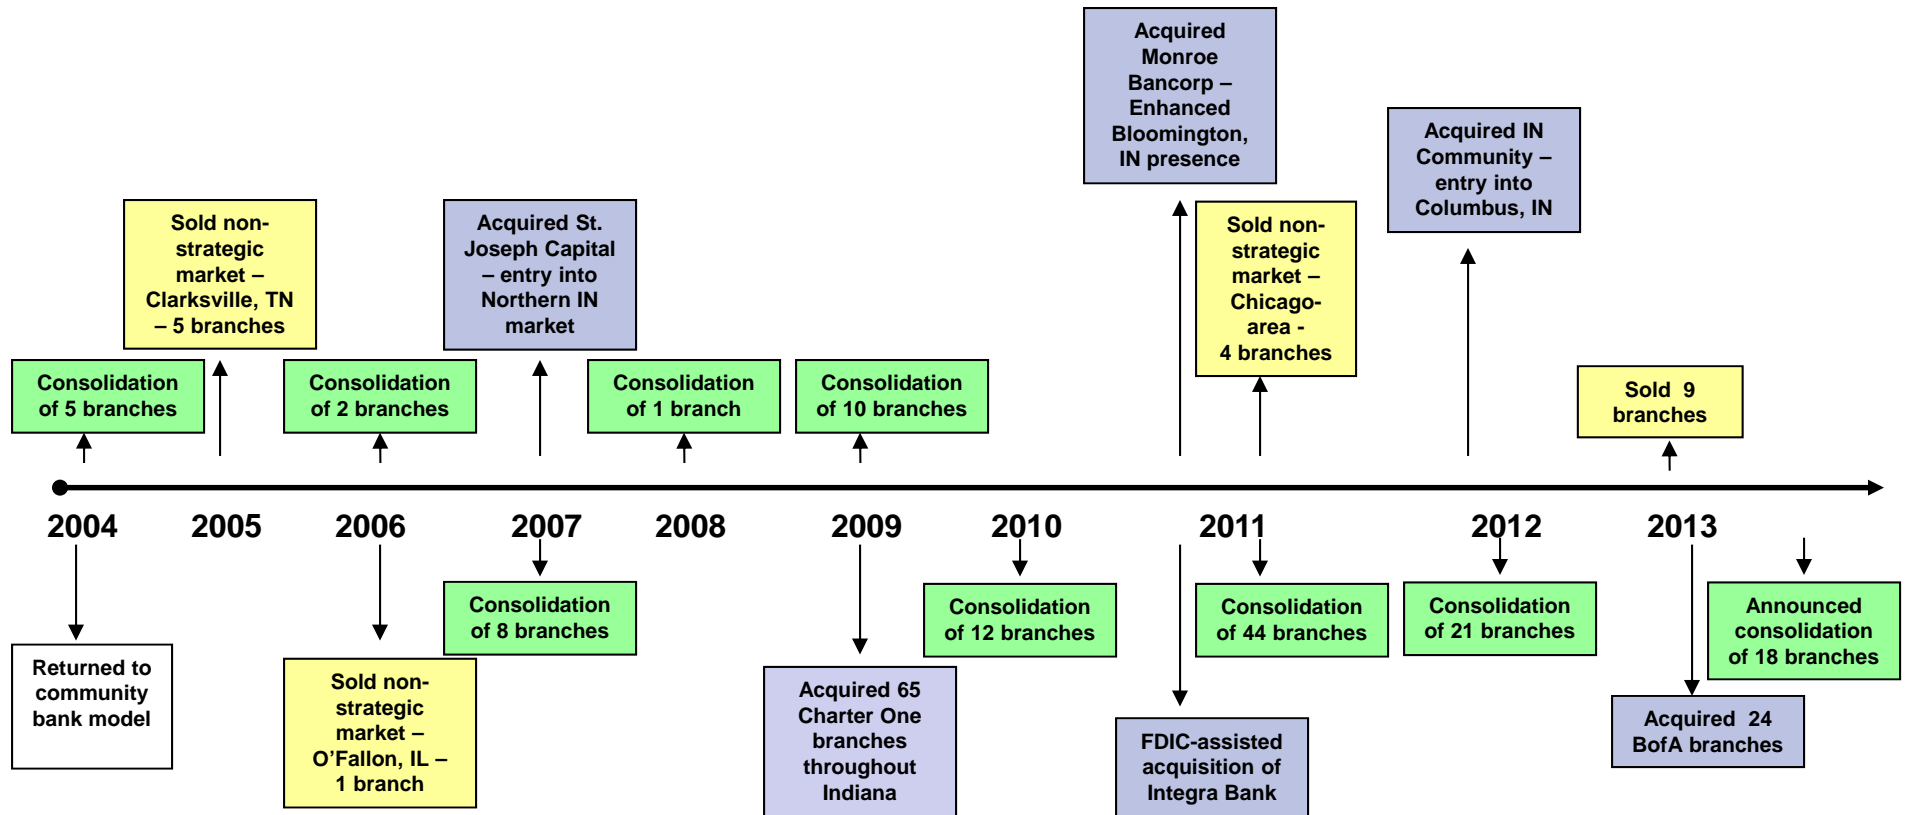 Acquired
Monroe
Bancorp –
Enhanced
Bloomington,
IN presence
Acquired IN
Community –
entry into
Columbus, IN
Sold non-
strategic
market –
Clarksville, TN
– 5 branches
Acquired St.
Joseph Capital
– entry into
Northern IN
market
Sold non-
strategic
market –
Chicago-
area -
4 branches
Consolidation
of 5 branches
Consolidation
of 2 branches
Consolidation
of 1 branch
Consolidation
of 10 branches
Sold 9
branches
2004
2005
2006
2007
2008
2009
2010
2011
2012
2013
Returned to
community
bank model
Sold non-
strategic
market –
O'Fallon, IL –
1 branch
Consolidation
of 8 branches
Acquired 65
Charter One
branches
throughout
Indiana
Consolidation
of 12 branches
FDIC-assisted
acquisition of
Integra Bank
Consolidation
of 44 branches
Consolidation
of 21 branches
Acquired 24
BofA branches
Announced
consolidation
of 18 branches